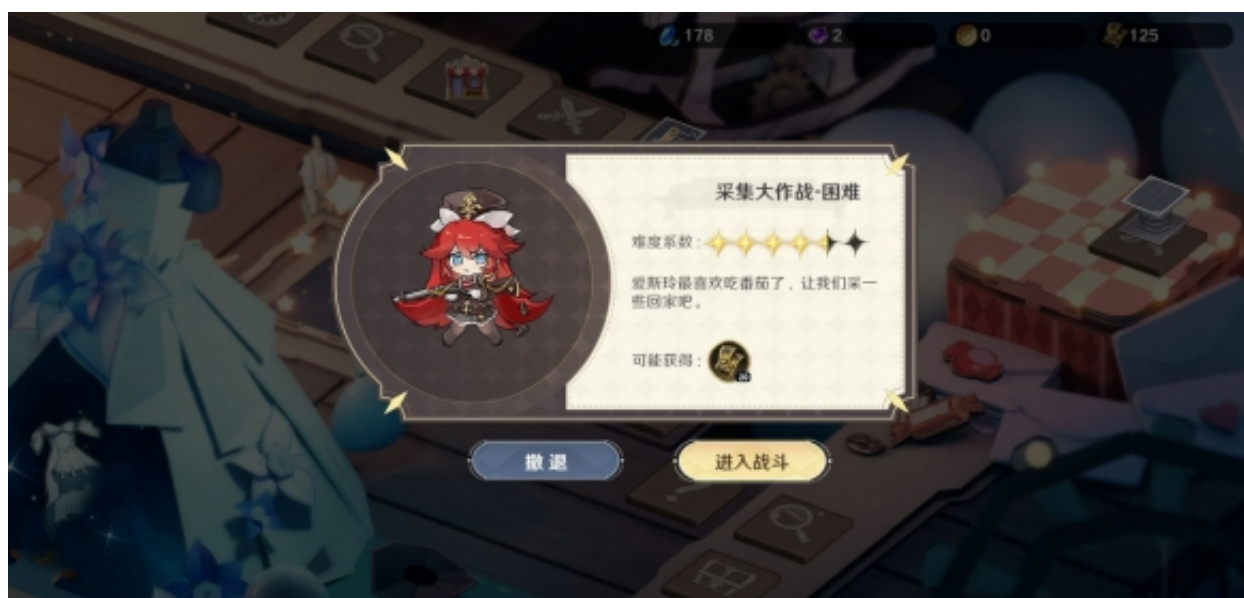 178
2
0
125
采集大作战·困难
难度系数：
爱斯玲最喜欢吃番茄了，让我们采一
些回家吧。
可能获得：
撤退
进入战斗